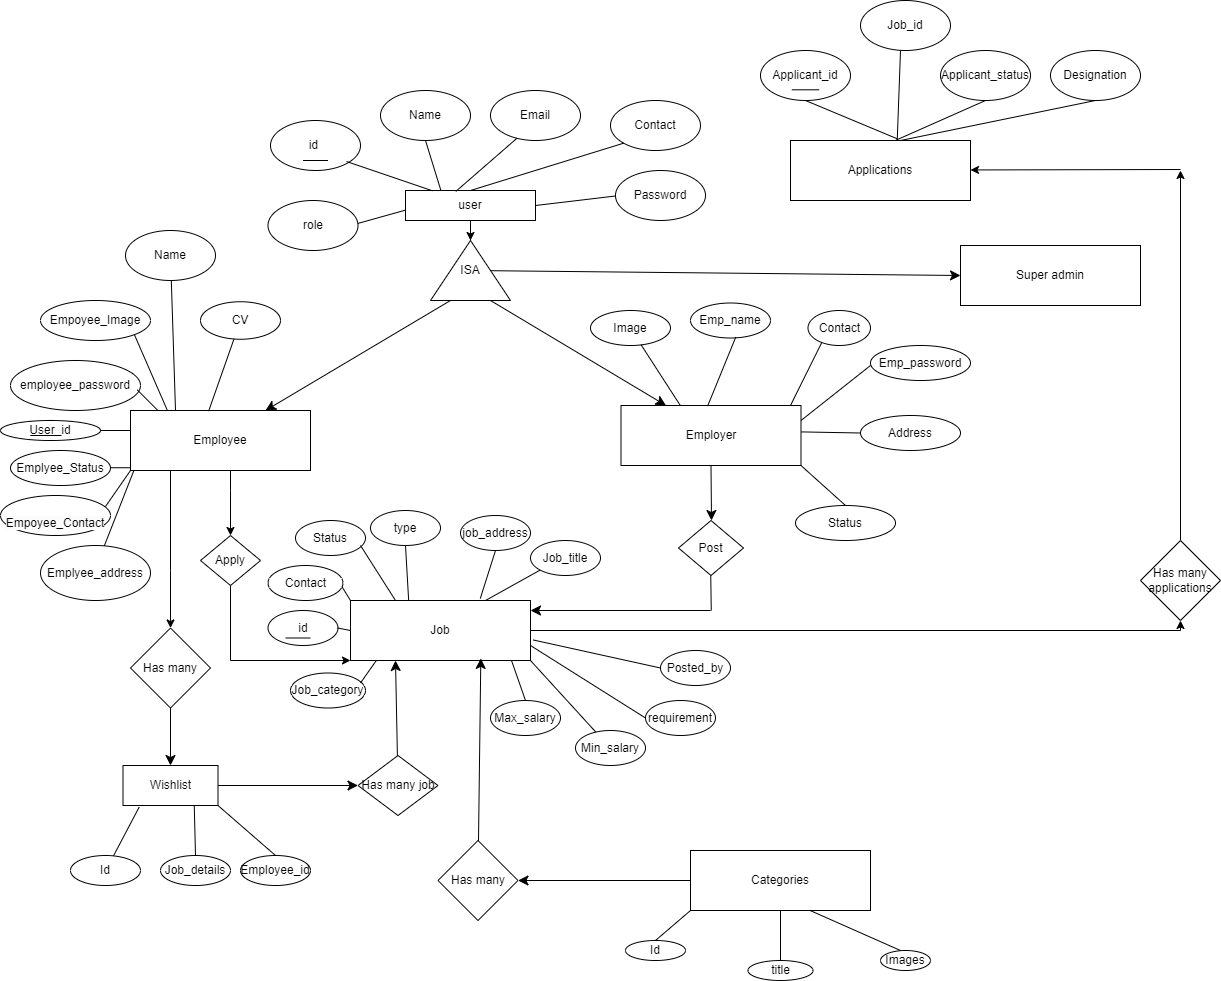 Job_id
Applicant_id
Applicant_status
Designation
Applications
Name
Email
Contact
id
Password
user
role
ISA
Super admin
Name
Empoyee_Image
CV
employee_password
User_id
Employee
Emplyee_Status
Empoyee_Contact
Emplyee_address
Image
Emp_name
Contact
Emp_password
Employer
Address
Status
Apply
Post
Has many
applications
Status
type
job_address
Job_title
Contact
id
Job
Job_category
Posted_by
requirement
Max_salary
Min_salary
Has many
Wishlist
Has many job
Id
Job_details
Employee_id
Has many
Categories
Id
title
Images